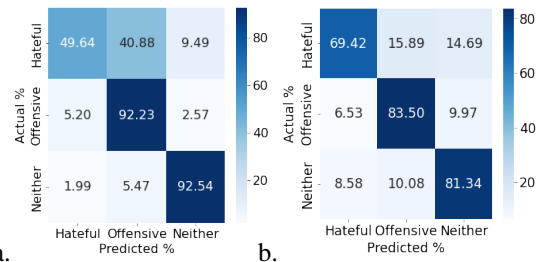 Actual %
Hateful
49.64 40.88 9.49
Offensive
5.20 92.23 2.57
Neither
1.99 5.47 92.54
Hateful Offensive Neither
Predicted %
80
60
40
20
a.
Actual %
Hateful
69.42 15.89 14.69
Offensive
6.53 83.50 9.97
Neither
8.58 10.08 81.34
Hateful Offensive Neither
Predicted %
80
60
40
20
b.